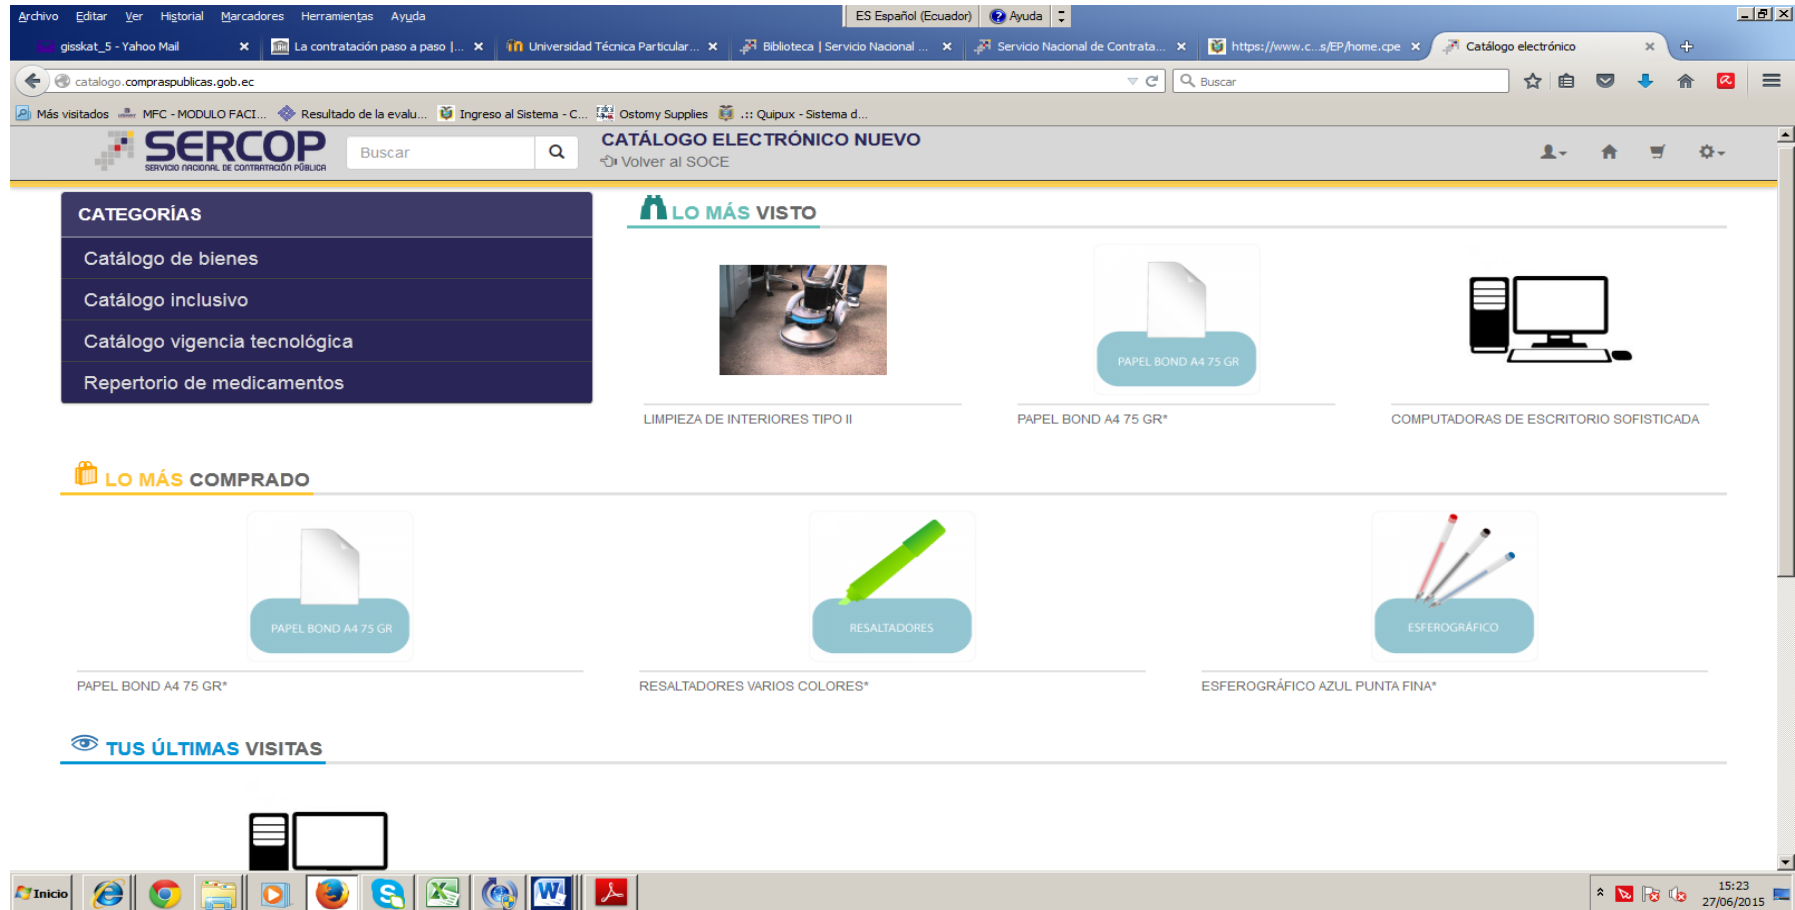 Archivo Editar Ver Historial Marcadores Herramientas Ayuda
ES Español (Ecuador) Ayuda
gisskat_5 - Yahoo Mail
La contratación paso a paso |...
Universidad Técnica Particular...
Biblioteca | Servicio Nacional ...
Servicio Nacional de Contrata...
https://www.c...s/EP/home.cpe
Catálogo electrónico
catalogo.compraspublicas.gob.ec
Buscar
Más visitados
MFC - MODULO FACI...
Resultado de la evalu...
Ingreso al Sistema - C...
Ostomy Supplies
.:: Quipux - Sistema d...
SERCOP
SERVICIO NACIONAL DE CONTRATACIÓN PÚBLICA
Buscar
CATÁLOGO ELECTRÓNICO NUEVO
Volver al SOCE
CATEGORÍAS
Catálogo de bienes
Catálogo inclusivo
Catálogo vigencia tecnológica
Repertorio de medicamentos
LO MÁS VISTO
PAPEL BOND A4 75 GR
LIMPIEZA DE INTERIORES TIPO II
PAPEL BOND A4 75 GR*
COMPUTADORAS DE ESCRITORIO SOFISTICADA
LO MÁS COMPRADO
PAPEL BOND A4 75 GR
RESALTADORES
ESFEROGRÁFICO
PAPEL BOND A4 75 GR*
RESALTADORES VARIOS COLORES*
ESFEROGRÁFICO AZUL PUNTA FINA*
TUS ÚLTIMAS VISITAS
Inicio
15:23
27/06/2015